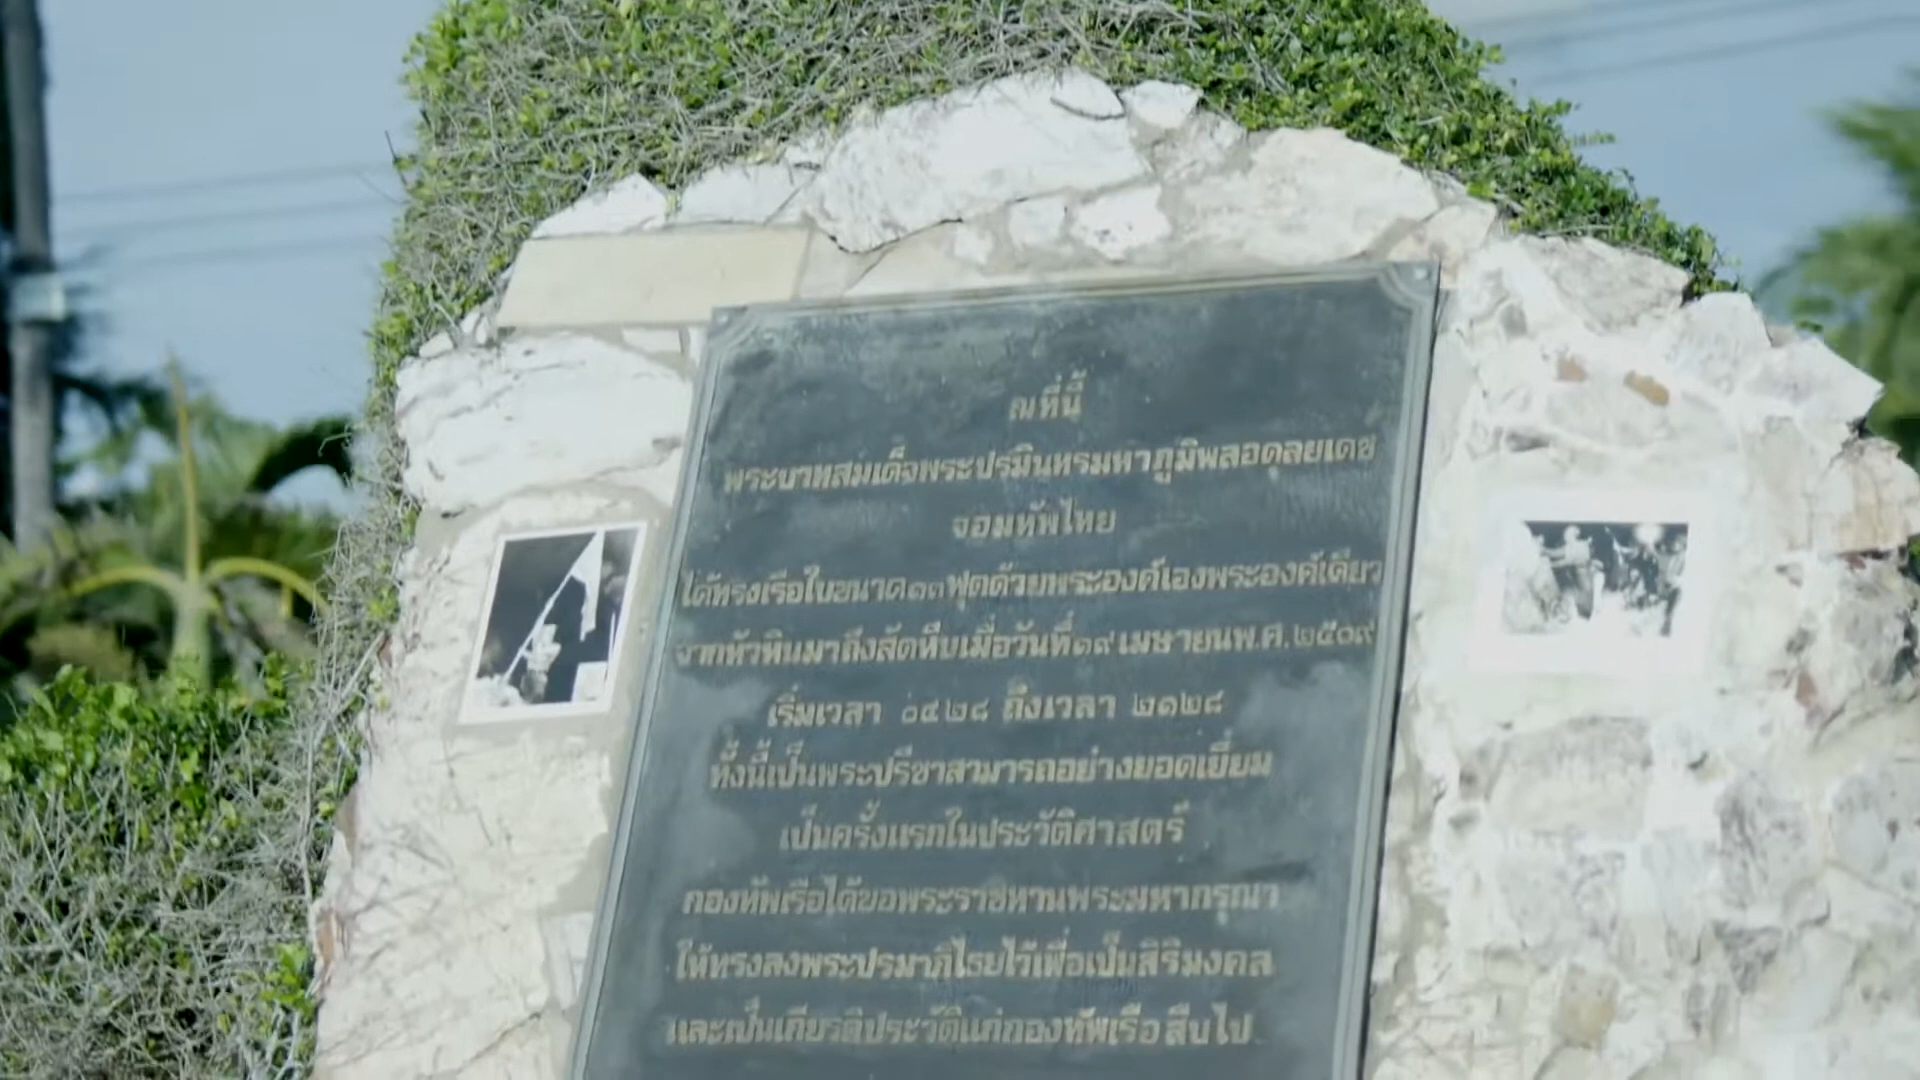 ณ ที่นี้
พระบาทสมเด็จพระปรมินทรมหาภูมิพลอดุลยเดช
จอมทัพไทย
ได้ทรงเรือใบขนาด ๑๓ ฟุตด้วยพระองค์เองพระองค์เดียว
จากหัวหินมาถึงสัตหีบเมื่อวันที่ ๑๙ เมษายน พ.ศ. ๒๕๐๙
เริ่มเวลา ๐๔๒๘ ถึงเวลา ๒๑๒๘
ทั้งนี้เป็นพระปรีชาสามารถอย่างยอดเยี่ยม
เป็นครั้งแรกในประวัติศาสตร์
กองทัพเรือได้ขอพระราชทานพระมหากรุณา
ให้ทรงลงพระปรมาภิไธยไว้เพื่อเป็นสิริมงคล
และเป็นเกียรติประวัติแก่กองทัพเรือ สืบไป